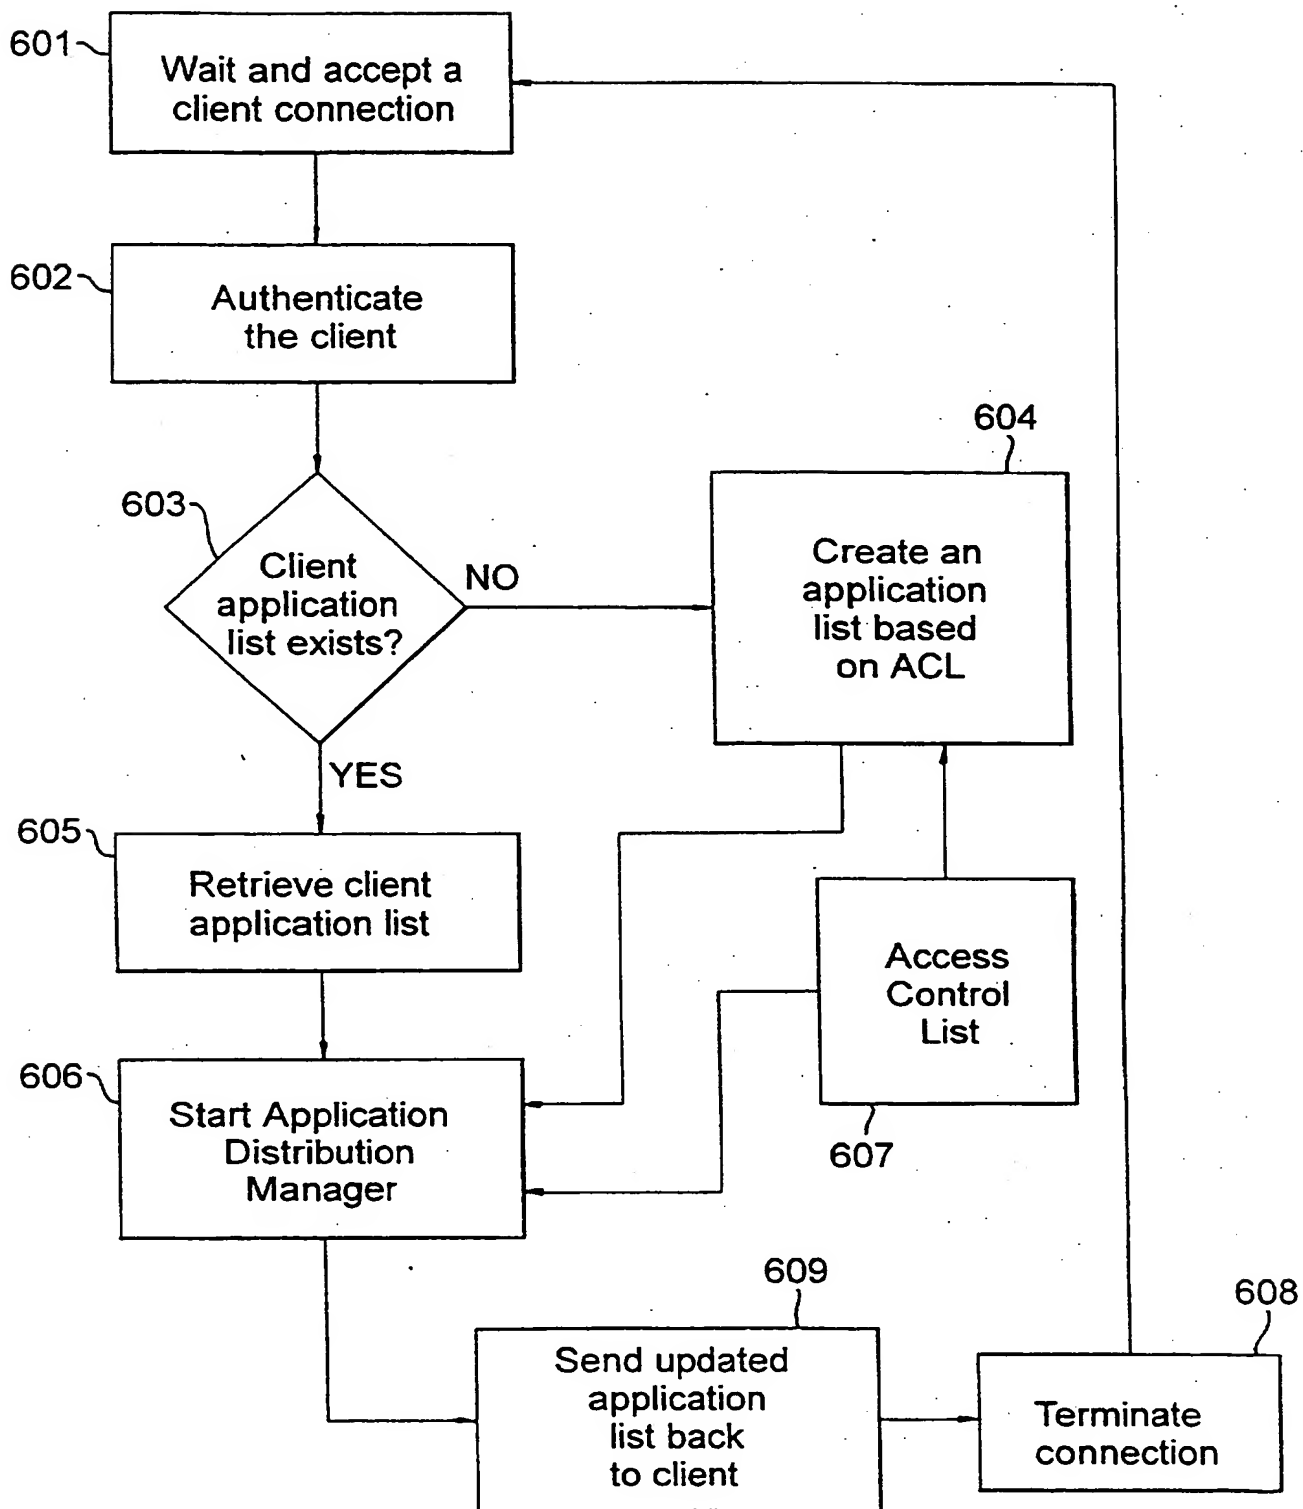 601
Wait and accept a
client connection
602
Authenticate
the client
603
Client
application
list exists?
NO
604
Create an
application
list based
on ACL
YES
605
Retrieve client
application list
606
Start Application
Distribution
Manager
Access
Control
List
607
609
Send updated
application
list back
to client
608
Terminate
connection